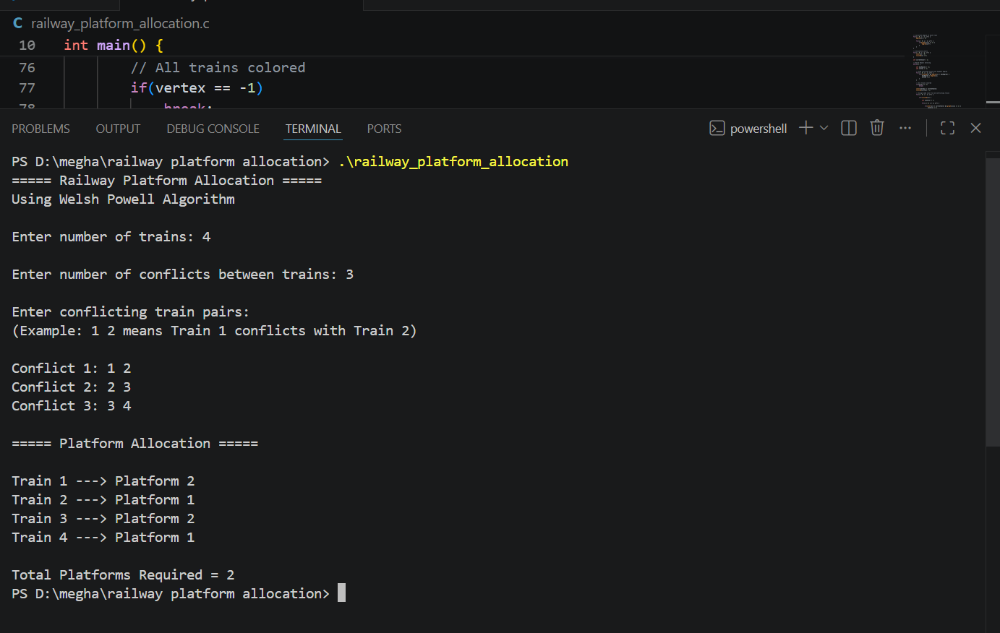 C railway_platform_allocation.c
10 int main() {
76 // All trains colored
77 if(vertex == -1)
78 break;
PROBLEMS OUTPUT DEBUG CONSOLE TERMINAL PORTS powershell
PS D:\megha\railway platform allocation> .\railway_platform_allocation
===== Railway Platform Allocation =====
Using Welsh Powell Algorithm
Enter number of trains: 4
Enter number of conflicts between trains: 3
Enter conflicting train pairs:
(Example: 1 2 means Train 1 conflicts with Train 2)
Conflict 1: 1 2
Conflict 2: 2 3
Conflict 3: 3 4
===== Platform Allocation =====
Train 1 ---> Platform 2
Train 2 ---> Platform 1
Train 3 ---> Platform 2
Train 4 ---> Platform 1
Total Platforms Required = 2
PS D:\megha\railway platform allocation>